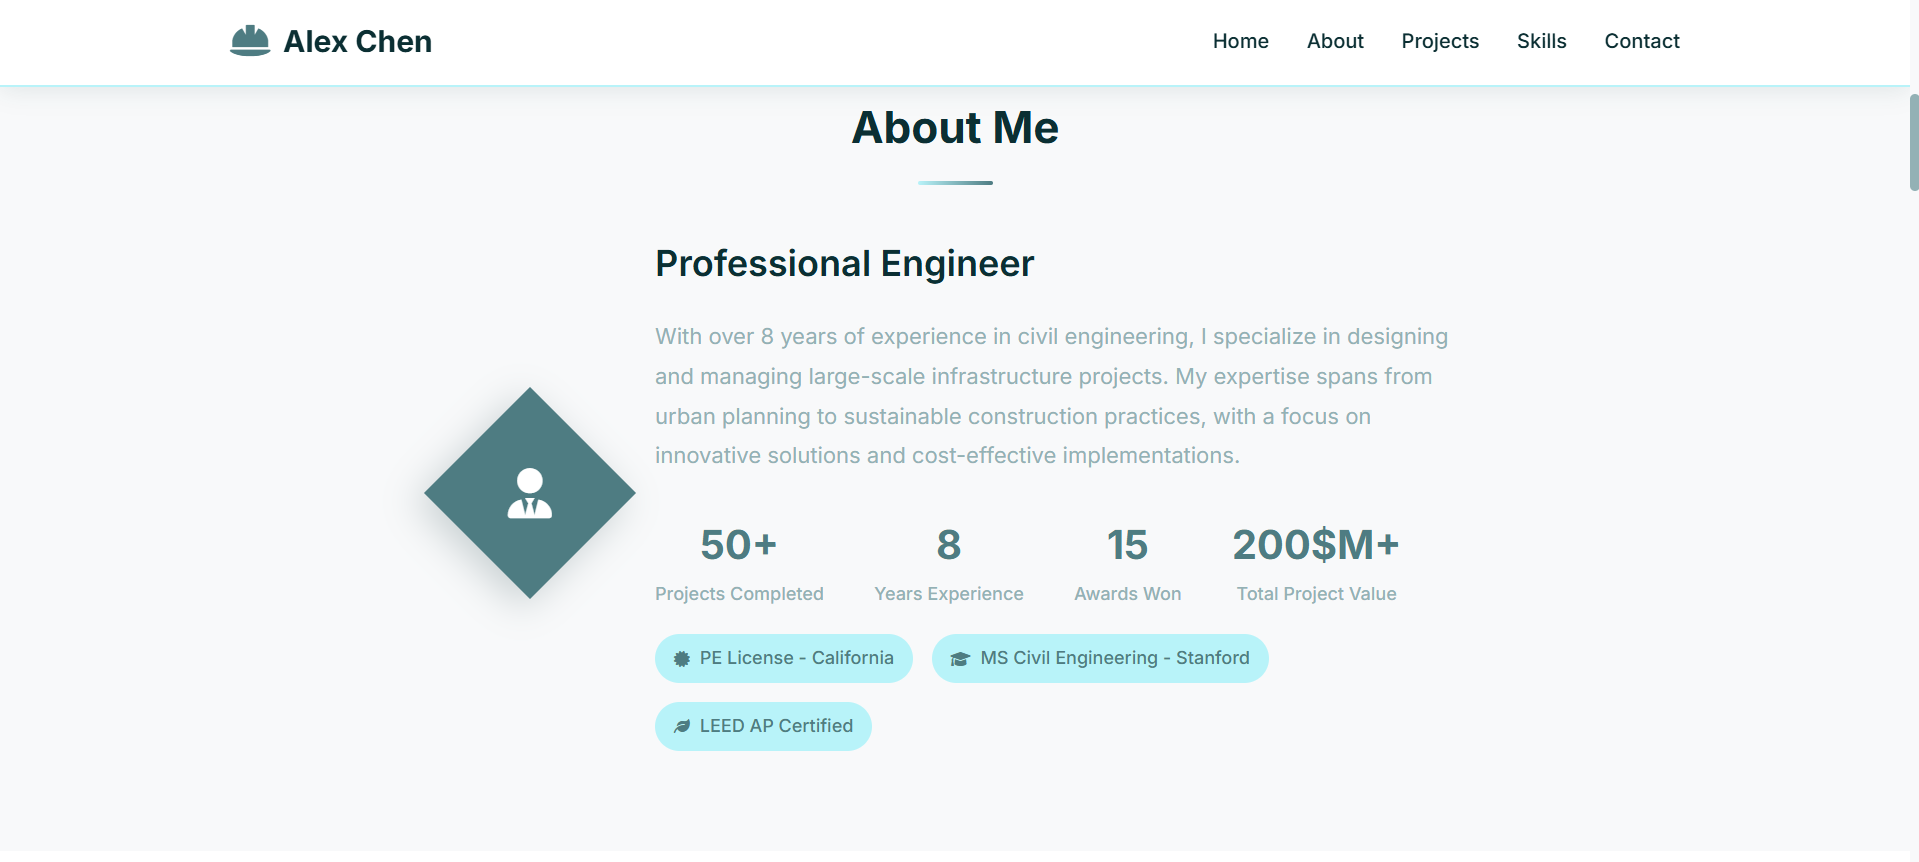 Alex Chen
Home About Projects Skills Contact
About Me
Professional Engineer
With over 8 years of experience in civil engineering, I specialize in designing
and managing large-scale infrastructure projects. My expertise spans from
urban planning to sustainable construction practices, with a focus on
innovative solutions and cost-effective implementations.
50+ 8 15 200$M+
Projects Completed Years Experience Awards Won Total Project Value
PE License - California MS Civil Engineering - Stanford
LEED AP Certified